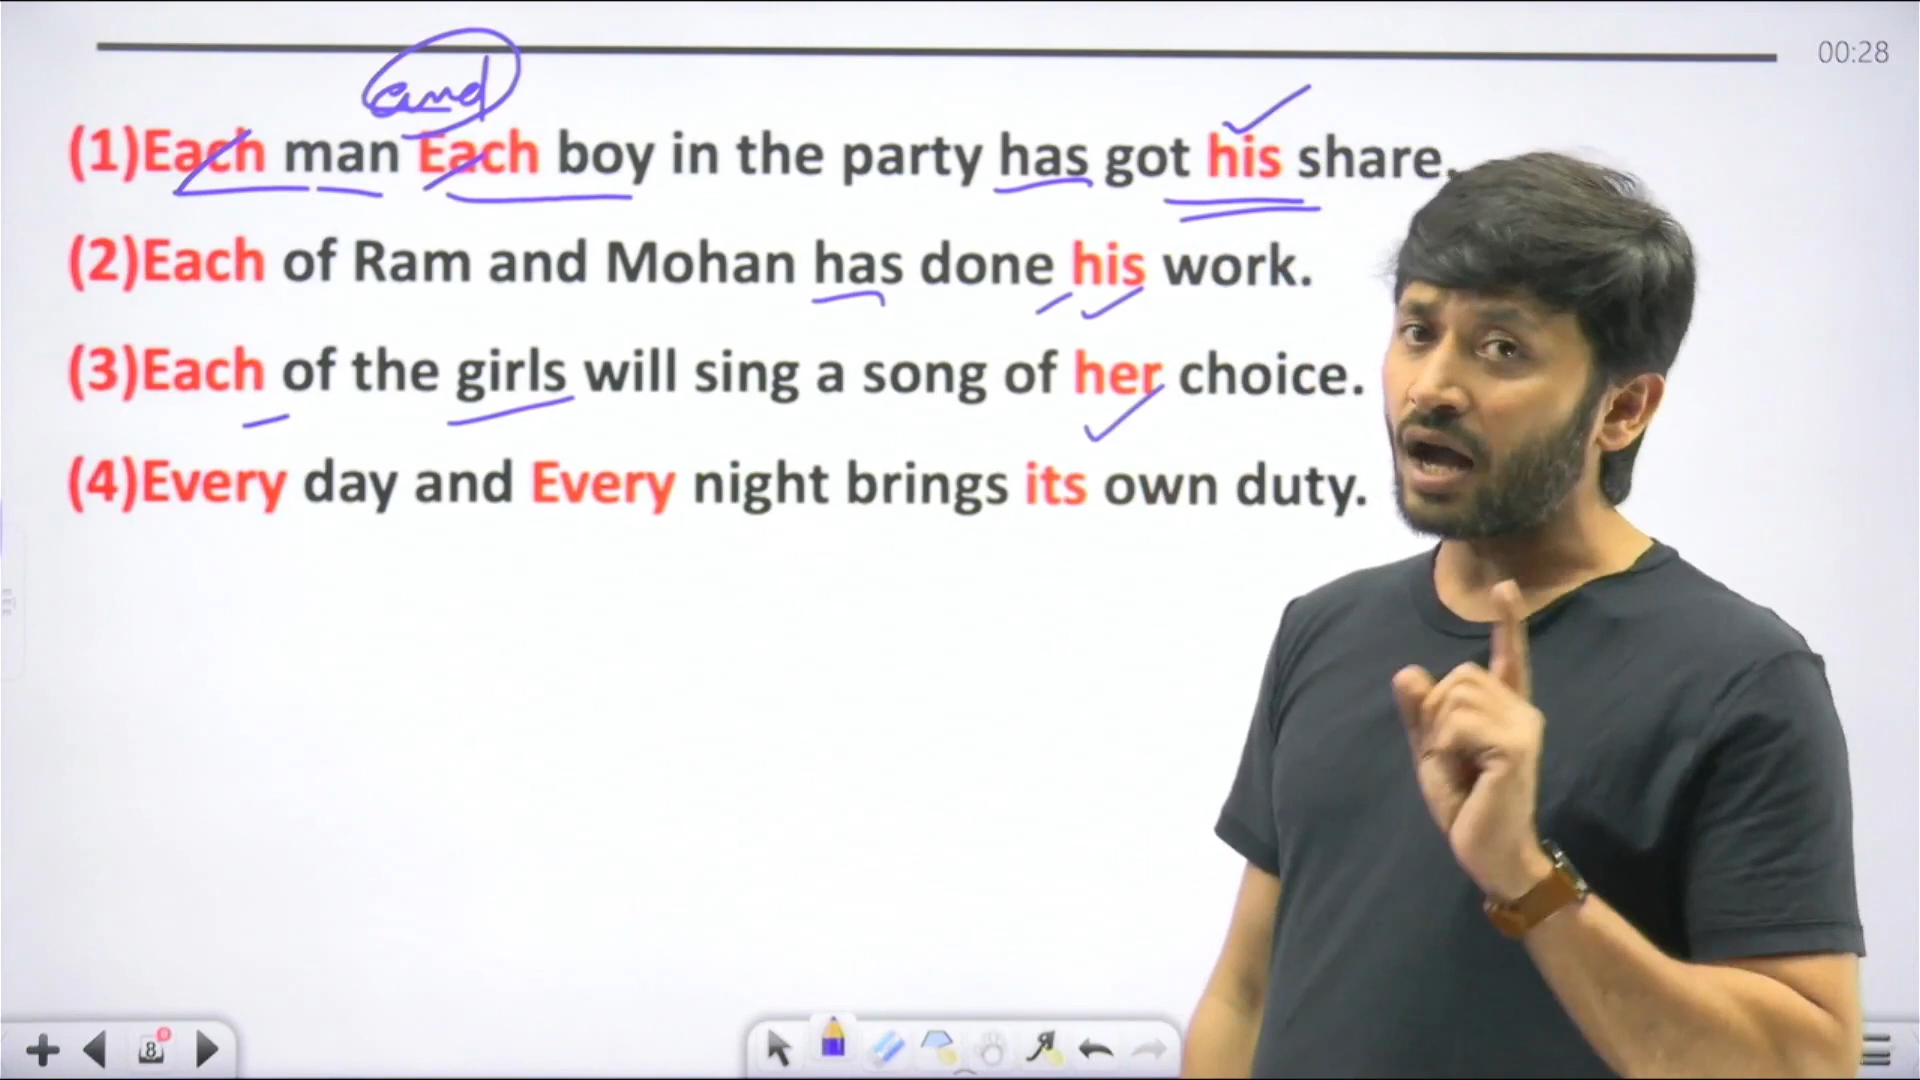 00:28
and
(1)Each man Each boy in the party has got his share.
(2)Each of Ram and Mohan has done his work.
(3)Each of the girls will sing a song of her choice.
(4)Every day and Every night brings its own duty.
8